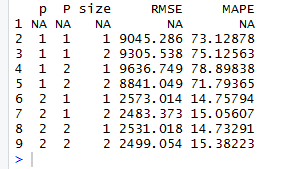 p P size RMSE MAPE
1 NA NA NA NA NA
2 1 1 1 9045.286 73.12878
3 1 1 2 9305.538 75.12563
4 1 2 1 9636.749 78.89838
5 1 2 2 8841.049 71.79365
6 2 1 1 2573.014 14.75794
7 2 1 2 2483.373 15.05607
8 2 2 1 2531.018 14.73291
9 2 2 2 2499.054 15.38223
>